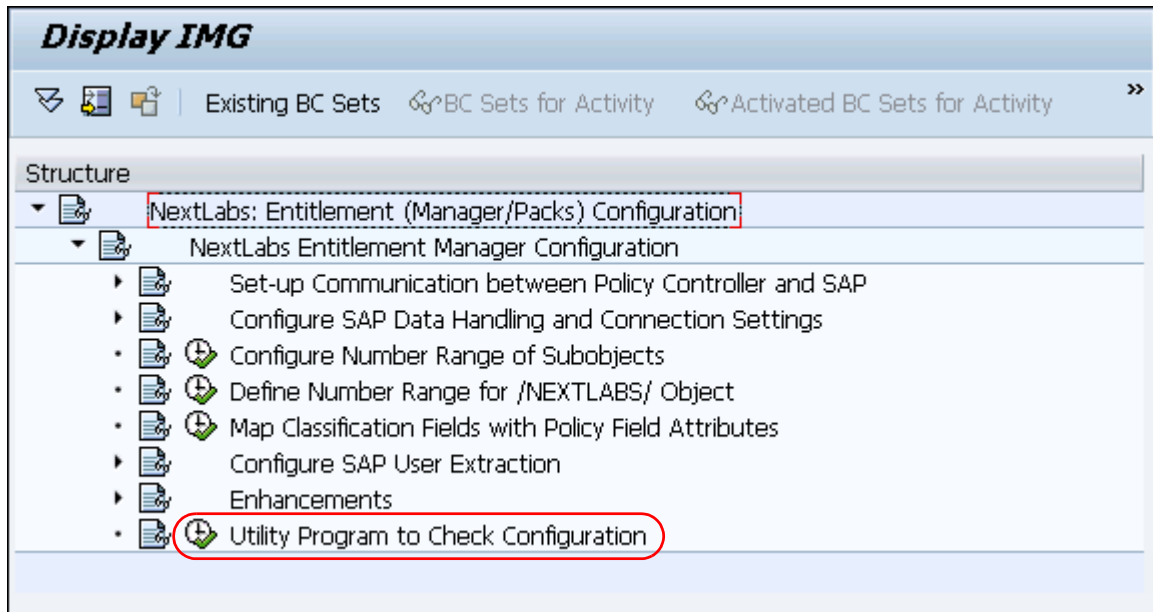 Display IMG
Existing BC Sets BC Sets for Activity Activated BC Sets for Activity »
Structure
NextLabs: Entitlement (Manager/Packs) Configuration
NextLabs Entitlement Manager Configuration
Set-up Communication between Policy Controller and SAP
Configure SAP Data Handling and Connection Settings
Configure Number Range of Subobjects
Define Number Range for /NEXTLABS/ Object
Map Classification Fields with Policy Field Attributes
Configure SAP User Extraction
Enhancements
Utility Program to Check Configuration